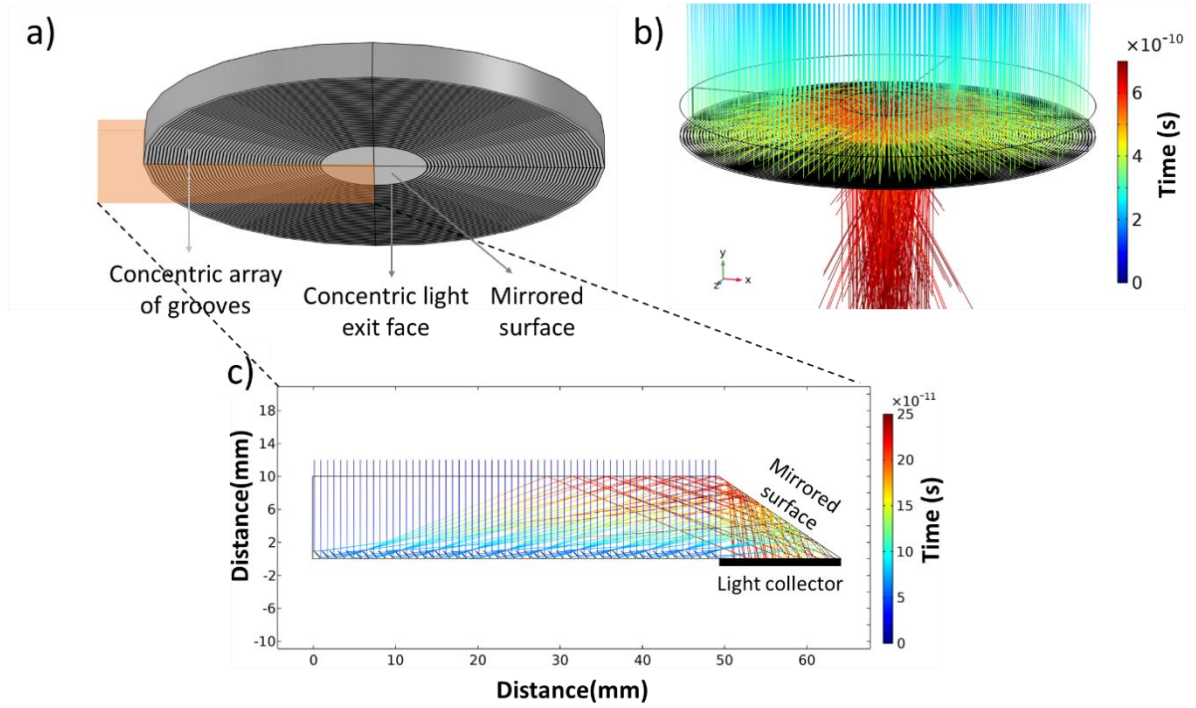 a)
Concentric array
of grooves
Concentric light
exit face
Mirrored
surface
b)
×10⁻¹⁰
6
4
2
0
Time (s)
y
x
z
c)
18
14
10
6
2
-2
-6
-10
Distance(mm)
0
10
20
30
40
50
60
Distance(mm)
Mirrored
surface
Light collector
×10⁻¹¹
25
20
15
10
5
0
Time (s)